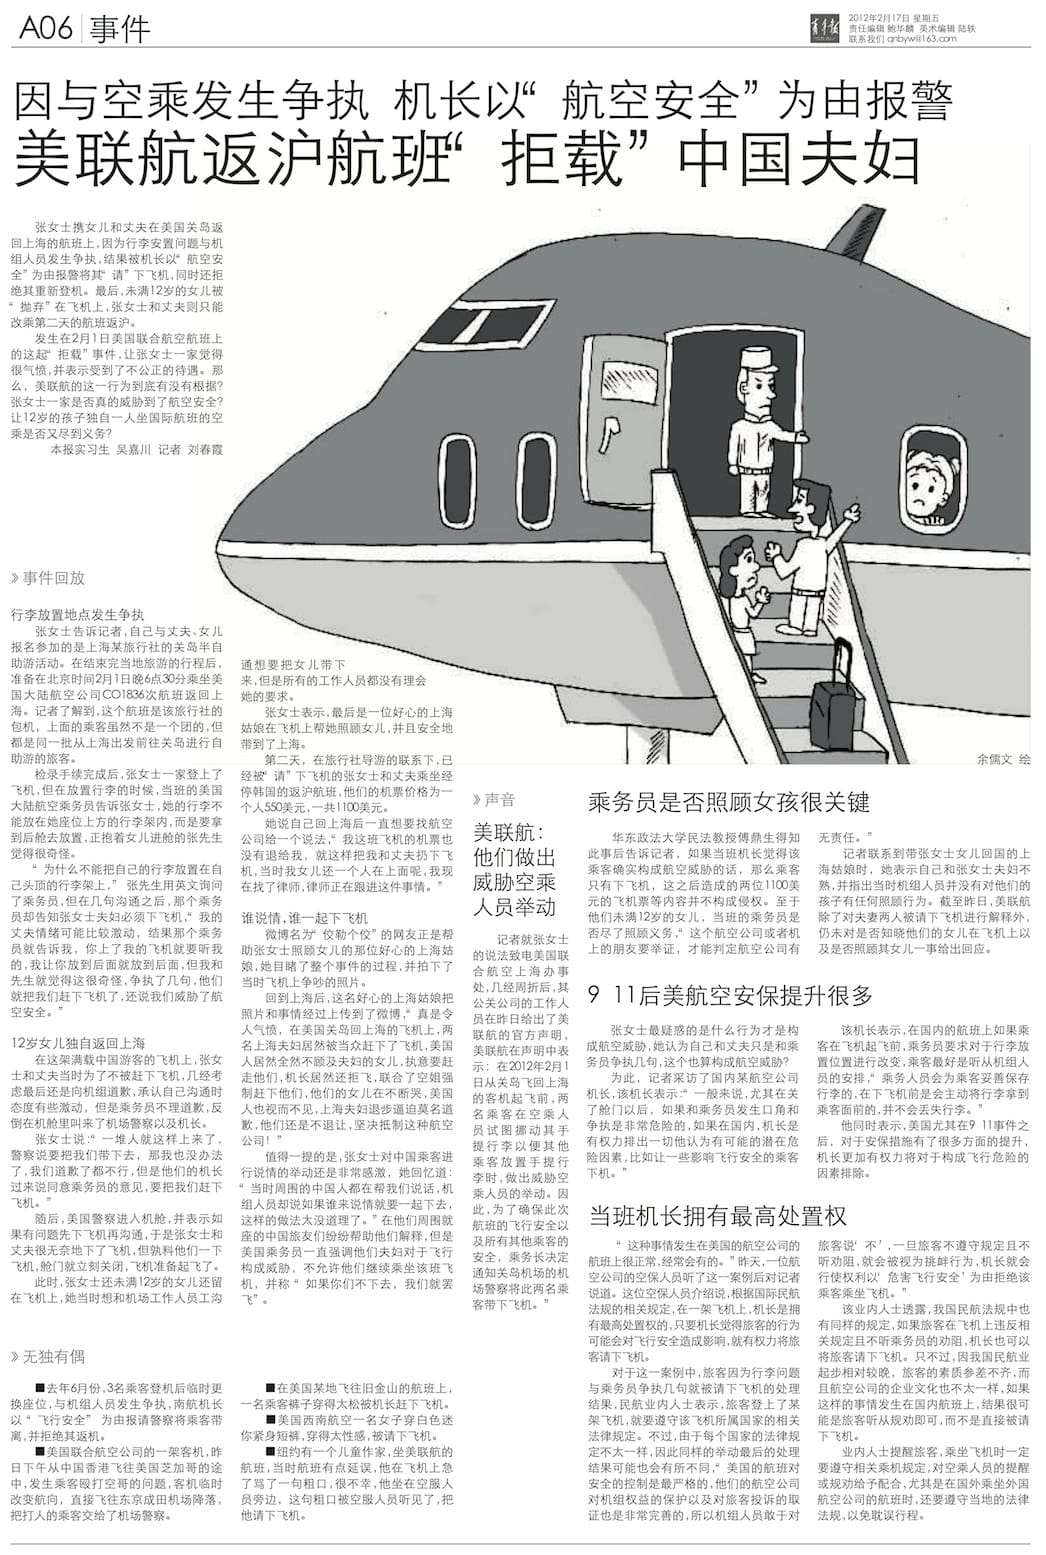 A06 事件
2012年2月17日 星期五
责任编辑 鲍华麟 美术编辑 陆轶
联系我们 qnbyw@163.com
因与空乘发生争执 机长以“航空安全”为由报警
美联航返沪航班“拒载”中国夫妇
张女士携女儿和丈夫在美国关岛返
回上海的航班上,因为行李安置问题与机
组人员发生争执,结果被机长以“航空安
全”为由报警将其“请”下飞机,同时还拒
绝其重新登机。最后,未满12岁的女儿被
“抛弃”在飞机上,张女士和丈夫则只能
改乘第二天的航班返沪。
发生在2月1日美国联合航空航班上
的这起“拒载”事件,让张女士一家觉得
很气愤,并表示受到了不公正的待遇。那
么，美联航的这一行为到底有没有根据?
张女士一家是否真的威胁到了航空安全?
让12岁的孩子独自一人坐国际航班的空
乘是否又尽到义务?
本报实习生 吴嘉川 记者 刘春霞
》事件回放
行李放置地点发生争执
张女士告诉记者,自己与丈夫、女儿
报名参加的是上海某旅行社的关岛半自
助游活动。在结束完当地旅游的行程后,
准备在北京时间2月1日晚6点30分乘坐美
国大陆航空公司CO1836次航班返回上
海。记者了解到,这个航班是该旅行社的
包机，上面的乘客虽然不是一个团的,但
都是同一批从上海出发前往关岛进行自
助游的旅客。
检录手续完成后,张女士一家登上了
飞机,但在放置行李的时候,当班的美国
大陆航空乘务员告诉张女士,她的行李不
能放在她座位上方的行李架内,而是要拿
到后舱去放置,正抱着女儿进舱的张先生
觉得很奇怪。
“为什么不能把自己的行李放置在自
己头顶的行李架上,”张先生用英文询问
了乘务员,但在几句沟通之后,那个乘务
员却告知张女士夫妇必须下飞机,“我的
丈夫情绪可能比较激动，结果那个乘务
员就告诉我，你上了我的飞机就要听我
的,我让你放到后面就放到后面,但我和
先生就觉得这很奇怪,争执了几句,他们
就把我们赶下飞机了,还说我们威胁了航
空安全。”
12岁女儿独自返回上海
在这架满载中国游客的飞机上,张女
士和丈夫当时为了不被赶下飞机,几经考
虑最后还是向机组道歉,承认自己沟通时
态度有些激动，但是乘务员不理道歉,反
倒在机舱里叫来了机场警察以及机长。
张女士说:“一堆人就这样上来了，
警察说要把我们带下去，那我也没办法
了,我们道歉了都不行,但是他们的机长
过来说同意乘务员的意见,要把我们赶下
飞机。”
随后,美国警察进入机舱,并表示如
果有问题先下飞机再沟通,于是张女士和
丈夫很无奈地下了飞机,但孰料他们一下
飞机,舱门就立刻关闭,飞机准备起飞了。
此时,张女士还未满12岁的女儿还留
在飞机上,她当时想和机场工作人员工沟
通想要把女儿带下
来,但是所有的工作人员都没有理会
她的要求。
张女士表示,最后是一位好心的上海
姑娘在飞机上帮她照顾女儿,并且安全地
带到了上海。
第二天，在旅行社导游的联系下,已
经被“请”下飞机的张女士和丈夫乘坐经
停韩国的返沪航班,他们的机票价格为一
个人550美元,一共1100美元。
她说自己回上海后一直想要找航空
公司给一个说法,“我这班飞机的机票也
没有退给我，就这样把我和丈夫扔下飞
机,当时我女儿还一个人在上面呢,我现
在找了律师,律师正在跟进这件事情。”
谁说情,谁一起下飞机
微博名为“佼勒个佼”的网友正是帮
助张女士照顾女儿的那位好心的上海姑
娘,她目睹了整个事件的过程,并拍下了
当时飞机上争吵的照片。
回到上海后,这名好心的上海姑娘把
照片和事情经过上传到了微博,“真是令
人气愤，在美国关岛回上海的飞机上,两
名上海夫妇居然被当众赶下了飞机,美国
人居然全然不顾及夫妇的女儿,执意要赶
走他们,机长居然还拒飞,联合了空姐强
制赶下他们,他们的女儿在不断哭,美国
人也视而不见,上海夫妇退步逼迫莫名道
歉,他们还是不退让,坚决抵制这种航空
公司！”
值得一提的是,张女士对中国乘客进
行说情的举动还是非常感激，她回忆道:
“当时周围的中国人都在帮我们说话,机
组人员却说如果谁来说情就要一起下去,
这样的做法太没道理了。”在他们周围就
座的中国旅友们纷纷帮助他们解释,但是
美国乘务员一直强调他们夫妇对于飞行
构成威胁，不允许他们继续乘坐该班飞
机，并称“如果你们不下去，我们就罢
飞”。
余儒文 绘
》声音
美联航：
他们做出
威胁空乘
人员举动
记者就张女士
的说法致电美国联
合航空上海办事
处,几经周折后,其
公关公司的工作人
员在昨日给出了美
联航的官方声明，
美联航在声明中表
示：在2012年2月1
日从关岛飞回上海
的客机起飞前，两
名乘客在空乘人
员试图挪动其手
提行李以便其他
乘客放置手提行
李时，做出威胁空
乘人员的举动。因
此，为了确保此次
航班的飞行安全以
及所有其他乘客的
安全，乘务长决定
通知关岛机场的机
场警察将此两名乘
客带下飞机。”
乘务员是否照顾女孩很关键
华东政法大学民法教授傅鼎生得知
此事后告诉记者，如果当班机长觉得该
乘客确实构成航空威胁的话，那么乘客
只有下飞机，这之后造成的两位1100美
元的飞机票等内容并不构成侵权。至于
他们未满12岁的女儿，当班的乘务员是
否尽了照顾义务,“这个航空公司或者机
上的朋友要举证，才能判定航空公司有
无责任。”
记者联系到带张女士女儿回国的上
海姑娘时，她表示自己和张女士夫妇不
熟,并指出当时机组人员并没有对他们的
孩子有任何照顾行为。截至昨日,美联航
除了对夫妻两人被请下飞机进行解释外,
仍未对是否知晓他们的女儿在飞机上以
及是否照顾其女儿一事给出回应。
9 11后美航空安保提升很多
张女士最疑惑的是什么行为才是构
成航空威胁,她认为自己和丈夫只是和乘
务员争执几句,这个也算构成航空威胁?
为此，记者采访了国内某航空公司
机长,该机长表示:“一般来说,尤其在关
了舱门以后，如果和乘务员发生口角和
争执是非常危险的,如果在国内,机长是
有权力排出一切他认为有可能的潜在危
险因素,比如让一些影响飞行安全的乘客
下机。”
该机长表示,在国内的航班上如果乘
客在飞机起飞前,乘务员要求对于行李放
置位置进行改变,乘客最好是听从机组人
员的安排,“乘务人员会为乘客妥善保存
行李的,在下飞机前是会主动将行李拿到
乘客面前的,并不会丢失行李。”
他同时表示,美国尤其在9 11事件之
后，对于安保措施有了很多方面的提升,
机长更加有权力将对于构成飞行危险的
因素排除。
当班机长拥有最高处置权
“这种事情发生在美国的航空公司的
航班上很正常,经常会有的。”昨天,一位航
空公司的空保人员听了这一案例后对记者
说道。这位空保人员介绍说,根据国际民航
法规的相关规定,在一架飞机上,机长是拥
有最高处置权的,只要机长觉得旅客的行为
可能会对飞行安全造成影响,就有权力将旅
客请下飞机。
对于这一案例中,旅客因为行李问题
与乘务员争执几句就被请下飞机的处理
结果,民航业内人士表示，旅客登上了某
架飞机,就要遵守该飞机所属国家的相关
法律规定。不过,由于每个国家的法律规
定不太一样,因此同样的举动最后的处理
结果可能也会有所不同,“美国的航班对
安全的控制是最严格的,他们的航空公司
对机组权益的保护以及对旅客投诉的取
证也是非常完善的,所以机组人员敢于对
旅客说‘不’,一旦旅客不遵守规定且不
听劝阻,就会被视为挑衅行为,机长就会
行使权利以‘危害飞行安全’为由拒绝该
乘客乘坐飞机。”
该业内人士透露,我国民航法规中也
有同样的规定,如果旅客在飞机上违反相
关规定且不听乘务员的劝阻,机长也可以
将旅客请下飞机。只不过,因我国民航业
起步相对较晚，旅客的素质参差不齐,而
且航空公司的企业文化也不太一样,如果
这样的事情发生在国内航班上,结果很可
能是旅客听从规劝即可,而不是直接被请
下飞机。
业内人士提醒旅客,乘坐飞机时一定
要遵守相关乘机规定,对空乘人员的提醒
或规劝给予配合,尤其是在国外乘坐外国
航空公司的航班时,还要遵守当地的法律
法规,以免耽误行程。
》无独有偶
■去年6月份,3名乘客登机后临时更
换座位,与机组人员发生争执,南航机长
以“飞行安全”为由报请警察将乘客带
离,并拒绝其返机。
■美国联合航空公司的一架客机,昨
日下午从中国香港飞往美国芝加哥的途
中,发生乘客殴打空哥的问题,客机临时
改变航向，直接飞往东京成田机场降落,
把打人的乘客交给了机场警察。
■在美国某地飞往旧金山的航班上,
一名乘客裤子穿得太松被机长赶下飞机。
■美国西南航空一名女子穿白色迷
你紧身短裤,穿得太性感,被请下飞机。
■纽约有一个儿童作家,坐美联航的
航班,当时航班有点延误,他在飞机上急
了骂了一句粗口,很不幸,他坐在空服人
员旁边，这句粗口被空服人员听见了,把
他请下飞机。